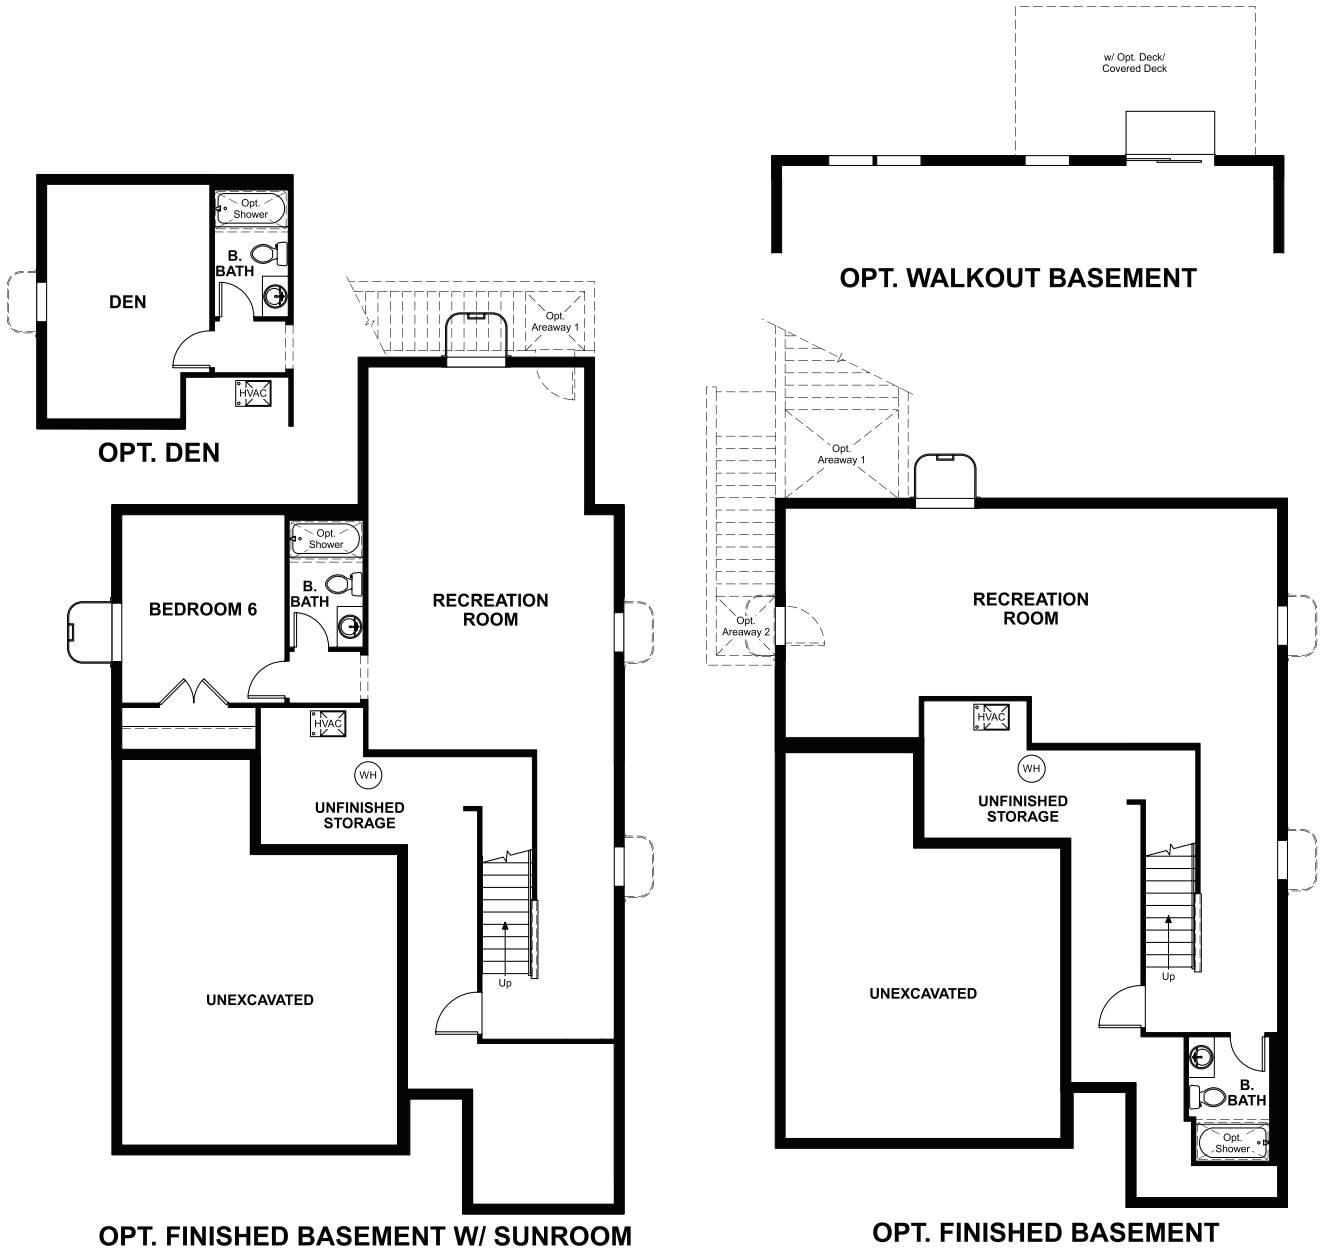 w/ Opt. Deck/
Covered Deck
OPT. WALKOUT BASEMENT
Opt.
Shower
B.
BATH
DEN
HVAC
OPT. DEN
Opt.
Areaway 1
Opt.
Shower
B.
BATH
BEDROOM 6
RECREATION
ROOM
HVAC
WH
UNFINISHED
STORAGE
UNEXCAVATED
Up
OPT. FINISHED BASEMENT W/ SUNROOM
Opt.
Areaway 1
Opt.
Areaway 2
RECREATION
ROOM
HVAC
WH
UNFINISHED
STORAGE
UNEXCAVATED
Up
B.
BATH
Opt.
Shower
OPT. FINISHED BASEMENT